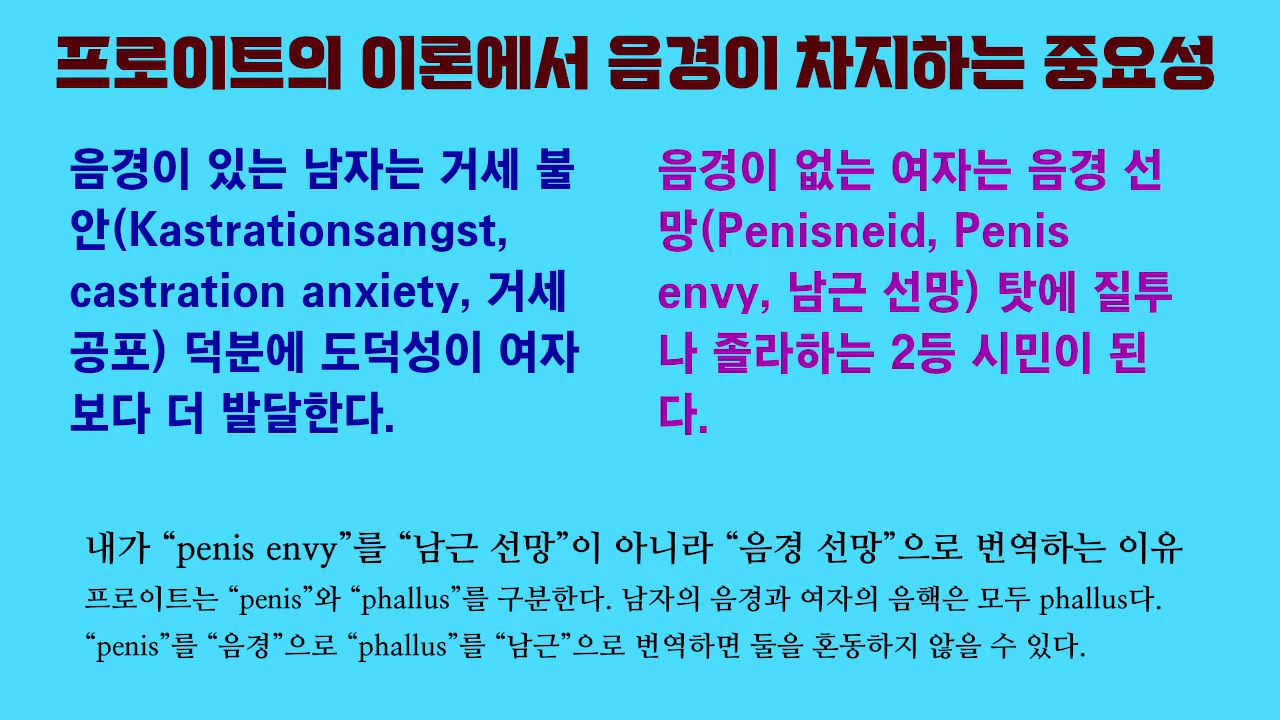 프로이트의 이론에서 음경이 차지하는 중요성
음경이 있는 남자는 거세 불
안(Kastrationsangst,
castration anxiety, 거세
공포) 덕분에 도덕성이 여자
보다 더 발달한다.
음경이 없는 여자는 음경 선
망(Penisneid, Penis
envy, 남근 선망) 탓에 질투
나 졸라하는 2등 시민이 된
다.
내가 “penis envy”를 “남근 선망”이 아니라 “음경 선망”으로 번역하는 이유
프로이트는 “penis”와 “phallus”를 구분한다. 남자의 음경과 여자의 음핵은 모두 phallus다.
“penis”를 “음경”으로 “phallus”를 “남근”으로 번역하면 둘을 혼동하지 않을 수 있다.